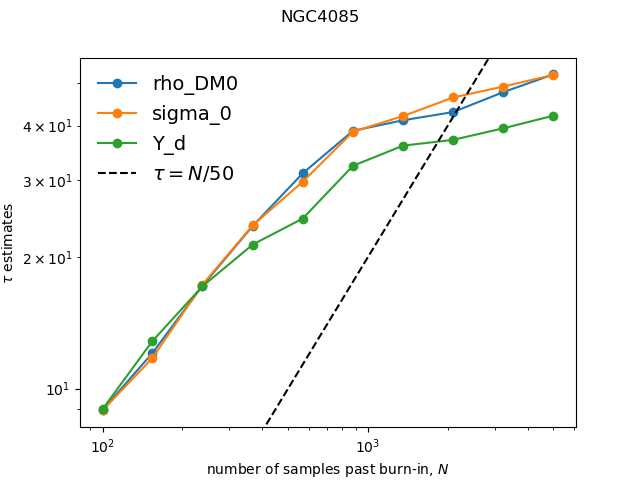 NGC4085
rho_DM0
sigma_0
Y_d
τ = N/50
4 × 10¹
3 × 10¹
2 × 10¹
10¹
τ estimates
10² 10³
number of samples past burn-in, N